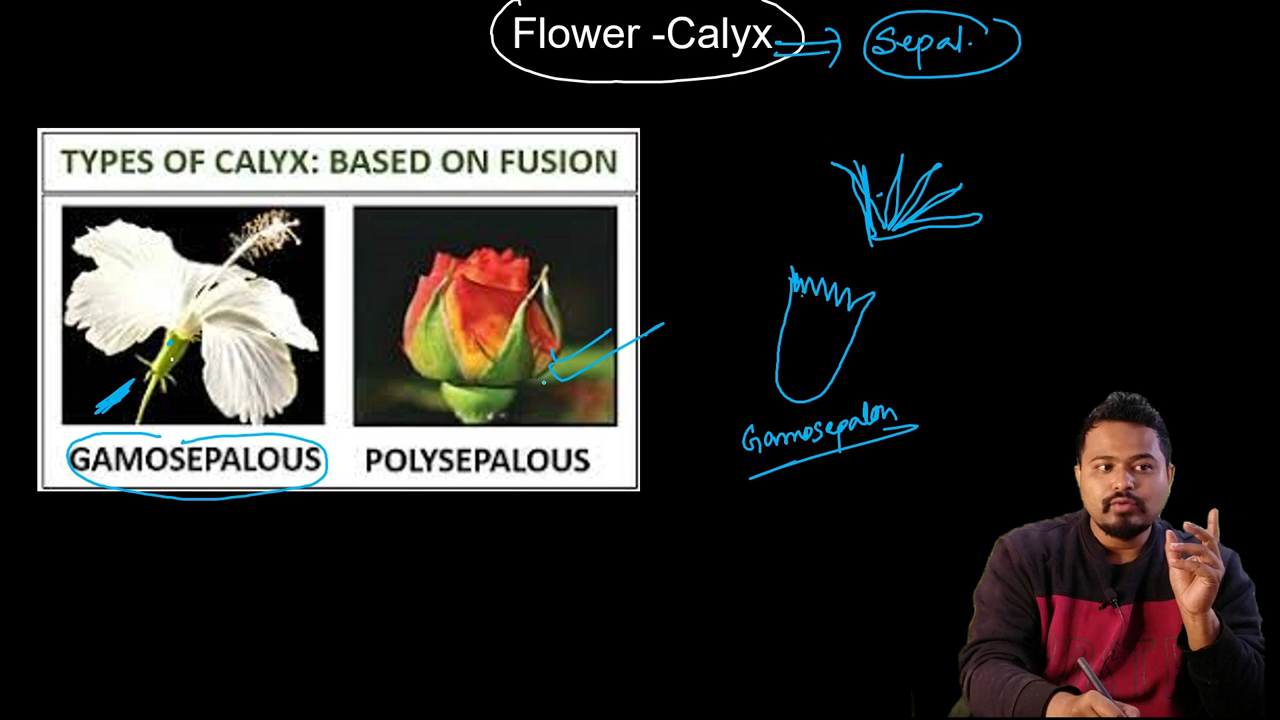 Flower -Calyx
Sepal.
TYPES OF CALYX: BASED ON FUSION
GAMOSEPALOUS
POLYSEPALOUS
Gamosepalon